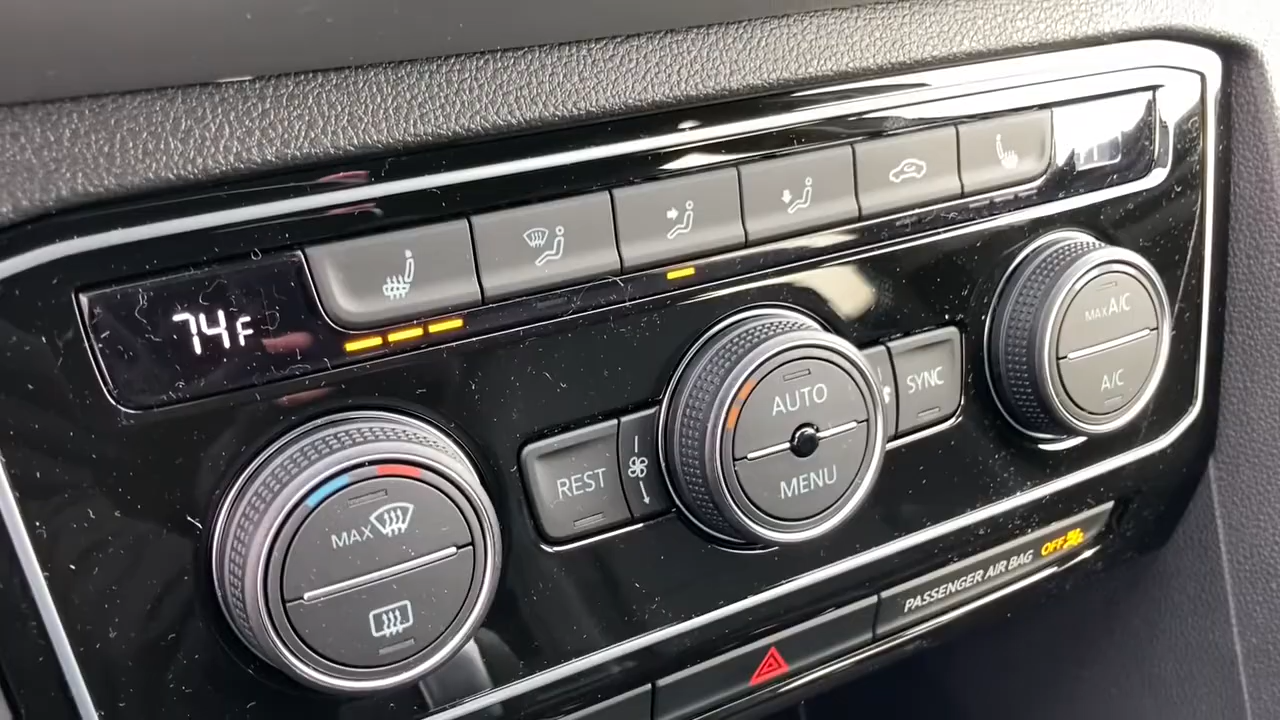 74F
MAX
REST
AUTO
MENU
SYNC
MAX A/C
A/C
PASSENGER AIR BAG OFF